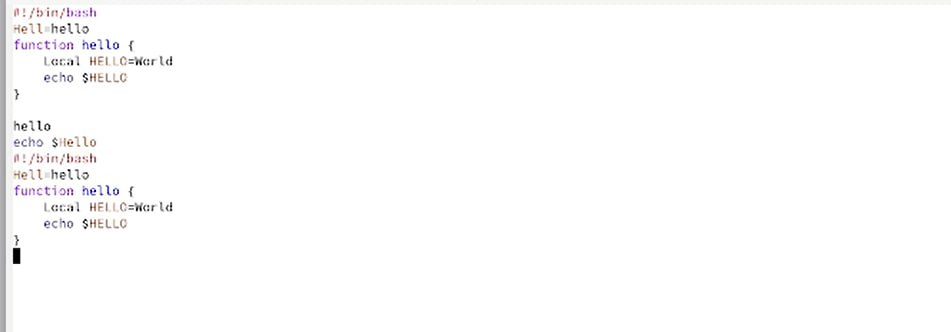 #!/bin/bash
Hell=hello
function hello {
    Local HELLO=World
    echo $HELLO
}

hello
echo $Hello
#!/bin/bash
Hell=hello
function hello {
    Local HELLO=World
    echo $HELLO
}